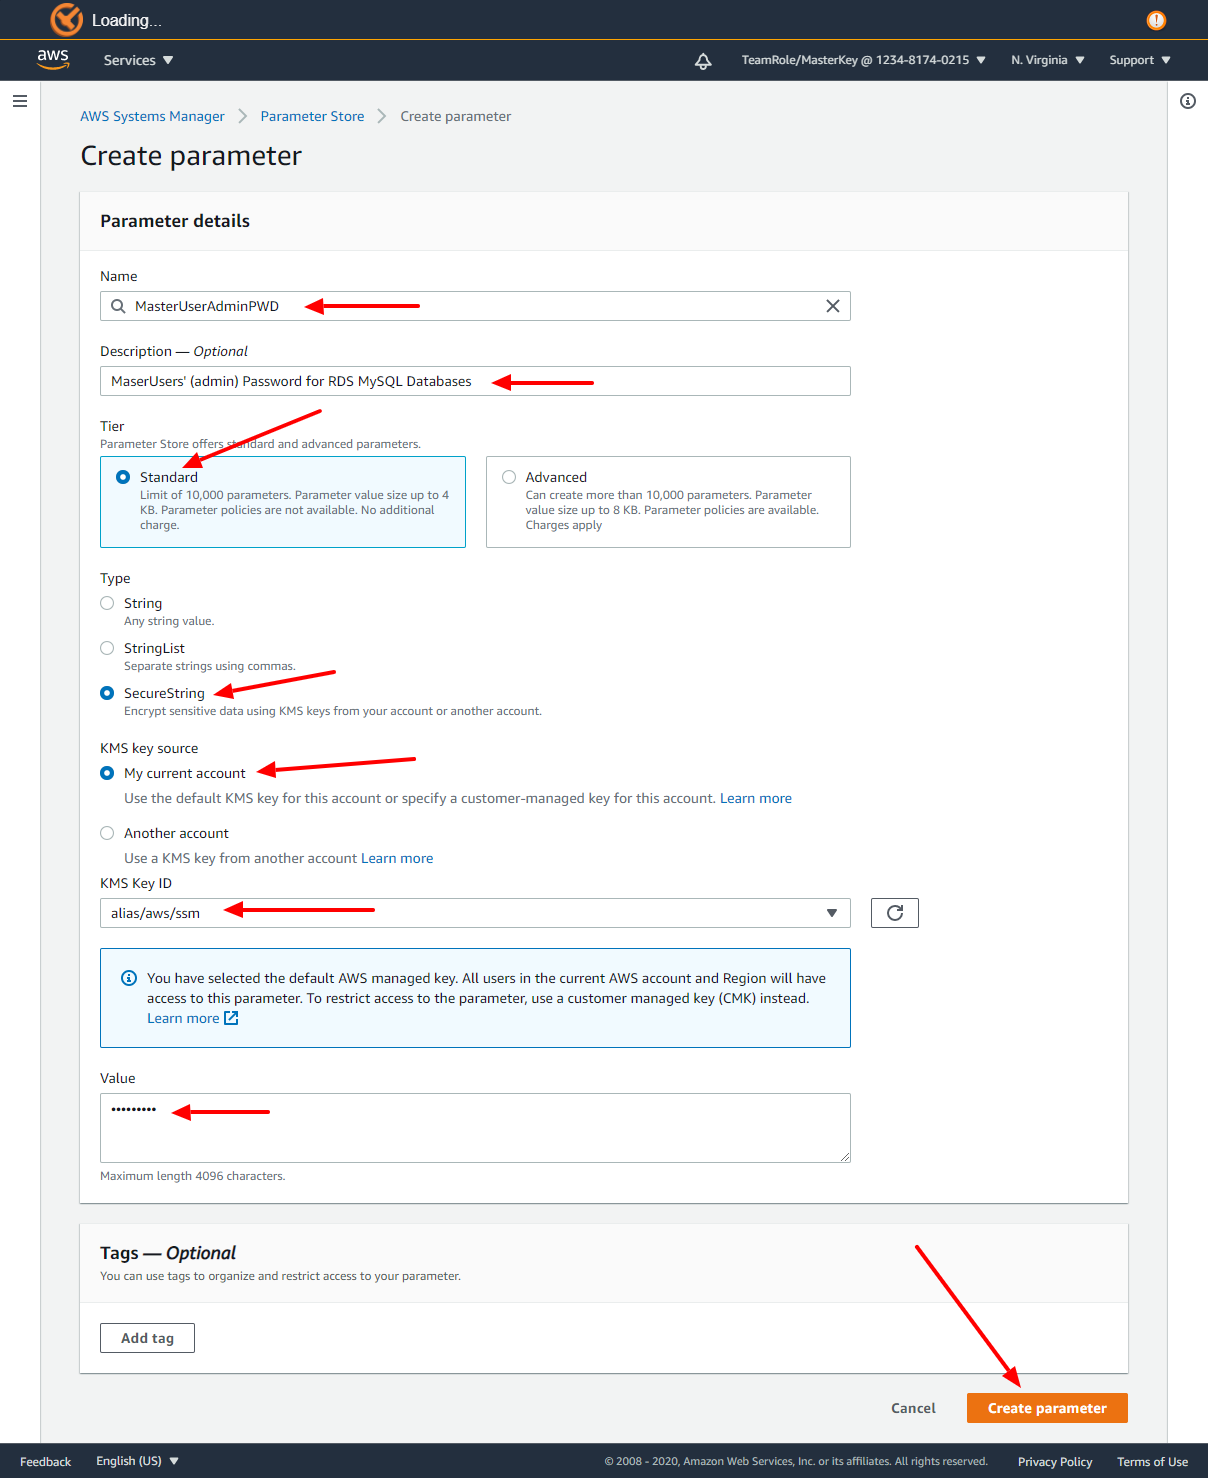 Loading...
aws
Services
TeamRole/MasterKey @ 1234-8174-0215
N. Virginia
Support
AWS Systems Manager
Parameter Store
Create parameter
Create parameter
Parameter details
Name
MasterUserAdminPWD
Description — Optional
MaserUsers' (admin) Password for RDS MySQL Databases
Tier
Parameter Store offers standard and advanced parameters.
Standard
Limit of 10,000 parameters. Parameter value size up to 4
KB. Parameter policies are not available. No additional
charge.
Advanced
Can create more than 10,000 parameters. Parameter
value size up to 8 KB. Parameter policies are available.
Charges apply
Type
String
Any string value.
StringList
Separate strings using commas.
SecureString
Encrypt sensitive data using KMS keys from your account or another account.
KMS key source
My current account
Use the default KMS key for this account or specify a customer-managed key for this account. Learn more
Another account
Use a KMS key from another account Learn more
KMS Key ID
alias/aws/ssm
You have selected the default AWS managed key. All users in the current AWS account and Region will have
access to this parameter. To restrict access to the parameter, use a customer managed key (CMK) instead.
Learn more
Value
•••••••••
Maximum length 4096 characters.
Tags — Optional
You can use tags to organize and restrict access to your parameter.
Add tag
Cancel
Create parameter
Feedback
English (US)
© 2008 - 2020, Amazon Web Services, Inc. or its affiliates. All rights reserved.
Privacy Policy
Terms of Use